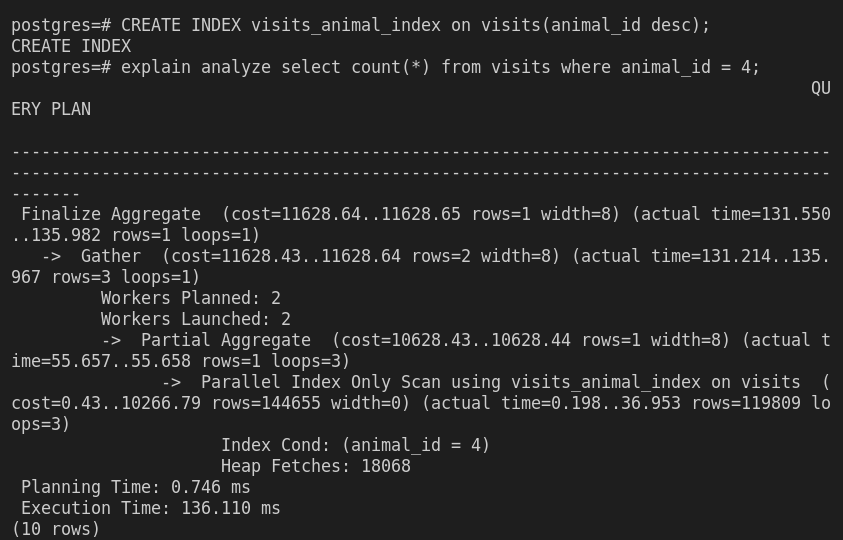 postgres=# CREATE INDEX visits_animal_index on visits(animal_id desc);
CREATE INDEX
postgres=# explain analyze select count(*) from visits where animal_id = 4;
QU
ERY PLAN
----------------------------------------------------------------------------------
----------------------------------------------------------------------------------
-------
Finalize Aggregate  (cost=11628.64..11628.65 rows=1 width=8) (actual time=131.550
..135.982 rows=1 loops=1)
->  Gather  (cost=11628.43..11628.64 rows=2 width=8) (actual time=131.214..135.
967 rows=3 loops=1)
Workers Planned: 2
Workers Launched: 2
->  Partial Aggregate  (cost=10628.43..10628.44 rows=1 width=8) (actual t
ime=55.657..55.658 rows=1 loops=3)
->  Parallel Index Only Scan using visits_animal_index on visits  (
cost=0.43..10266.79 rows=144655 width=0) (actual time=0.198..36.953 rows=119809 lo
ops=3)
Index Cond: (animal_id = 4)
Heap Fetches: 18068
Planning Time: 0.746 ms
Execution Time: 136.110 ms
(10 rows)